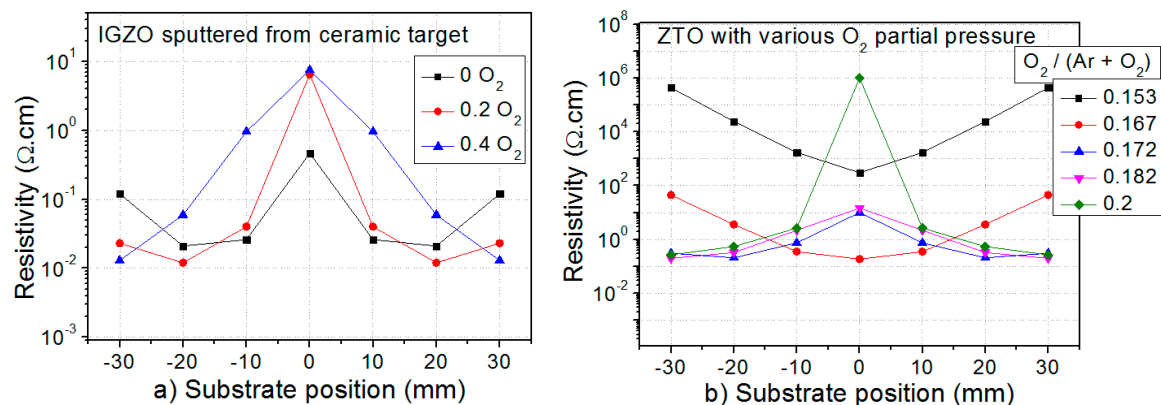 IGZO sputtered from ceramic target
0 O2
0.2 O2
0.4 O2
10^1
10^0
10^-1
10^-2
10^-3
Resistivity (Ω.cm)
-30 -20 -10 0 10 20 30
a) Substrate position (mm)
ZTO with various O2 partial pressure
O2 / (Ar + O2)
0.153
0.167
0.172
0.182
0.2
10^8
10^6
10^4
10^2
10^0
10^-2
Resistivity (Ω.cm)
-30 -20 -10 0 10 20 30
b) Substrate position (mm)